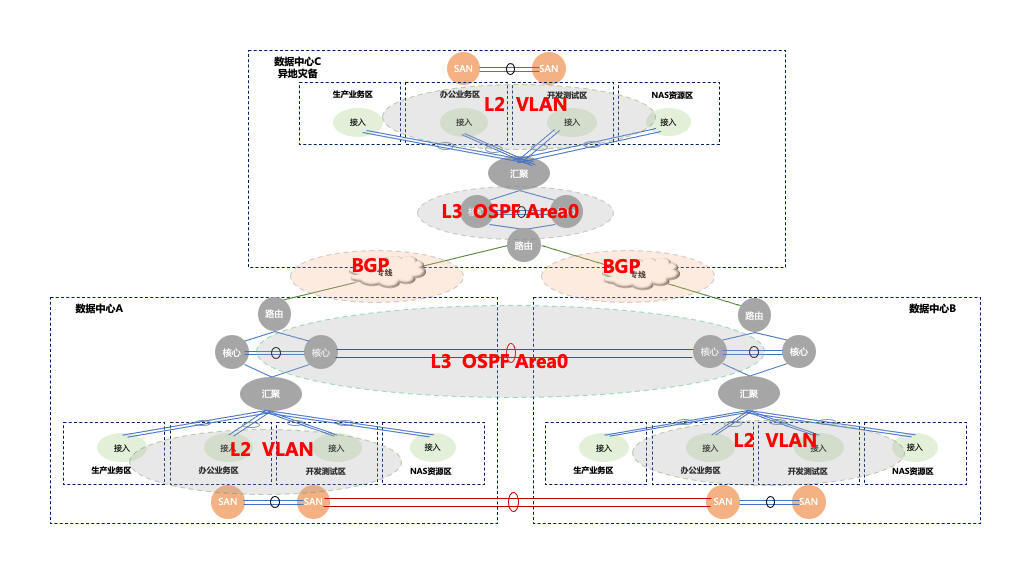 数据中心C
异地灾备
SAN
SAN
生产业务区
办公业务区
开发测试区
NAS资源区
L2 VLAN
接入
接入
接入
接入
汇聚
核心
L3 OSPF Area0
路由
BGP
专线
BGP
专线
数据中心A
数据中心B
路由
路由
核心
核心
核心
核心
L3 OSPF Area0
汇聚
汇聚
L2 VLAN
接入
接入
接入
接入
生产业务区
办公业务区
开发测试区
NAS资源区
L2 VLAN
接入
接入
接入
接入
生产业务区
办公业务区
开发测试区
NAS资源区
SAN
SAN
SAN
SAN